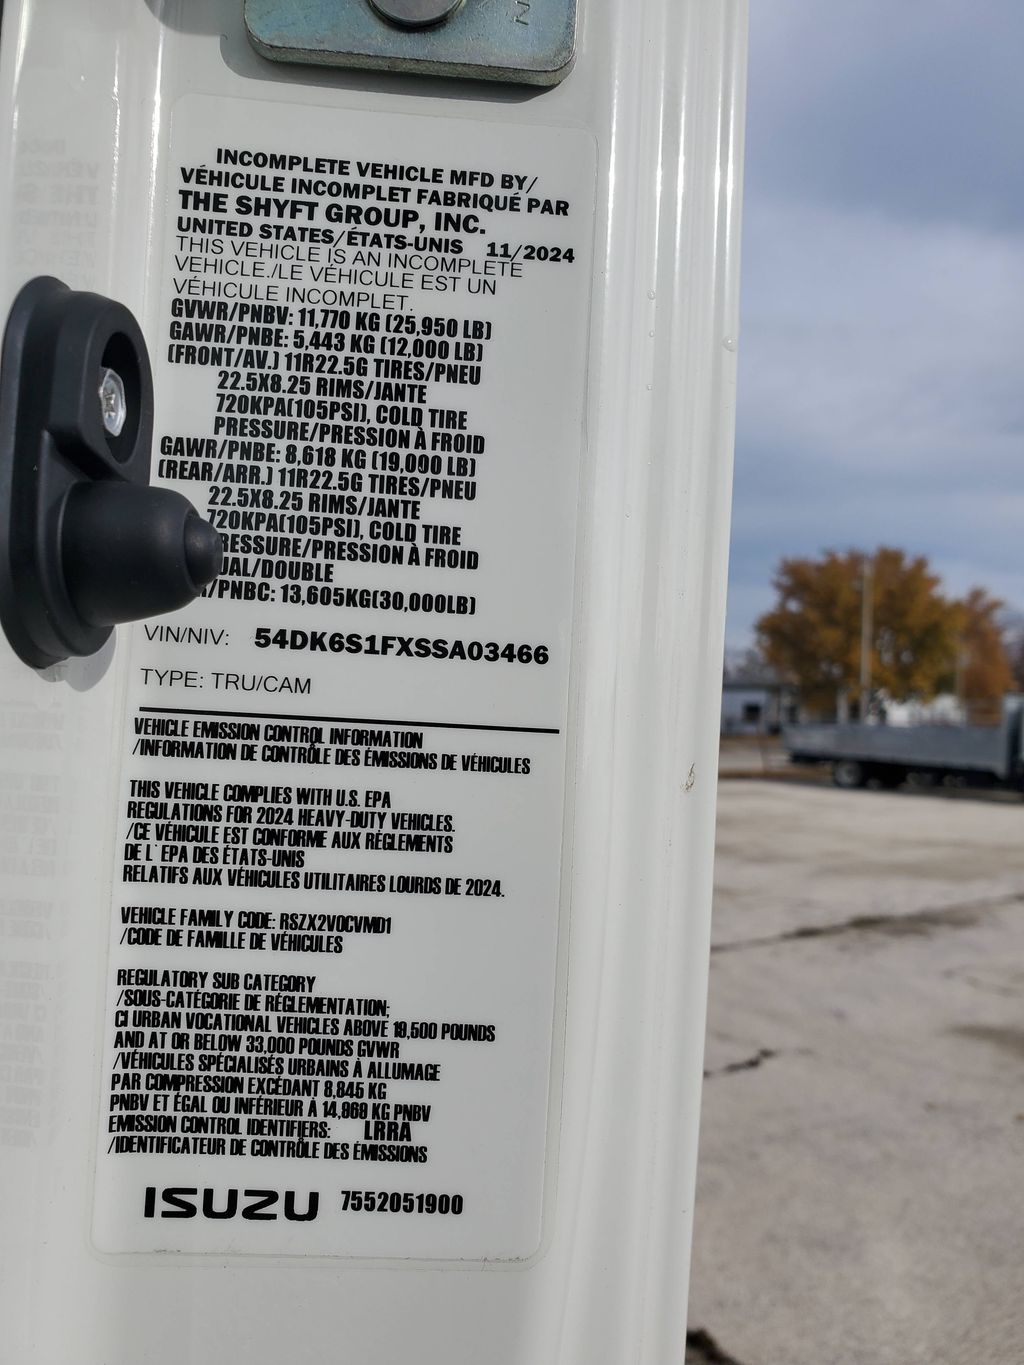 INCOMPLETE VEHICLE MFD BY/
VÉHICULE INCOMPLET FABRIQUÉ PAR
THE SHYFT GROUP, INC.
UNITED STATES/ÉTATS-UNIS 11/2024
THIS VEHICLE IS AN INCOMPLETE
VEHICLE./LE VÉHICULE EST UN
VÉHICULE INCOMPLET.
GVWR/PNBV: 11,770 KG (25,950 LB)
GAWR/PNBE: 5,443 KG (12,000 LB)
(FRONT/AV.) 11R22.5G TIRES/PNEU
22.5X8.25 RIMS/JANTE
720KPA(105PSI), COLD TIRE
PRESSURE/PRESSION À FROID
GAWR/PNBE: 8,618 KG (19,000 LB)
(REAR/ARR.) 11R22.5G TIRES/PNEU
22.5X8.25 RIMS/JANTE
720KPA(105PSI), COLD TIRE
RESSURE/PRESSION À FROID
UAL/DOUBLE
/PNBC: 13,605KG(30,000LB)
VIN/NIV: 54DK6S1FXSSA03466
TYPE: TRU/CAM
VEHICLE EMISSION CONTROL INFORMATION
/INFORMATION DE CONTRÔLE DES ÉMISSIONS DE VÉHICULES
THIS VEHICLE COMPLIES WITH U.S. EPA
REGULATIONS FOR 2024 HEAVY-DUTY VEHICLES.
/CE VÉHICULE EST CONFORME AUX RÈGLEMENTS
DE L'EPA DES ÉTATS-UNIS
RELATIFS AUX VÉHICULES UTILITAIRES LOURDS DE 2024.
VEHICLE FAMILY CODE: RSZX2VOCVMD1
/CODE DE FAMILLE DE VÉHICULES
REGULATORY SUB CATEGORY
/SOUS-CATÉGORIE DE RÉGLEMENTATION;
CI URBAN VOCATIONAL VEHICLES ABOVE 19,500 POUNDS
AND AT OR BELOW 33,000 POUNDS GVWR
/VÉHICULES SPÉCIALISÉS URBAINS À ALLUMAGE
PAR COMPRESSION EXCÉDANT 8,845 KG
PNBV ET ÉGAL OU INFÉRIEUR À 14,969 KG PNBV
EMISSION CONTROL IDENTIFIERS: LRRA
/IDENTIFICATEUR DE CONTRÔLE DES ÉMISSIONS
ISUZU 7552051900